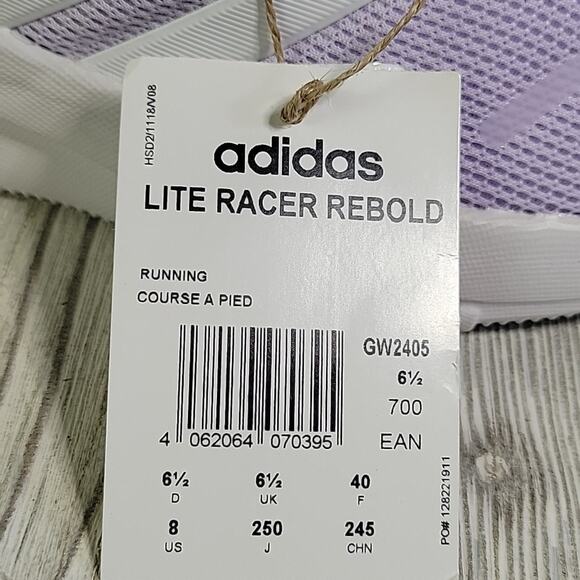 HSD2/1118/V08
adidas
LITE RACER REBOLD
RUNNING
COURSE A PIED
GW2405
6½
700
4 062064 070395 EAN
6½ 6½ 40
D UK F
8 250 245
US J CHN
PO# 128221911